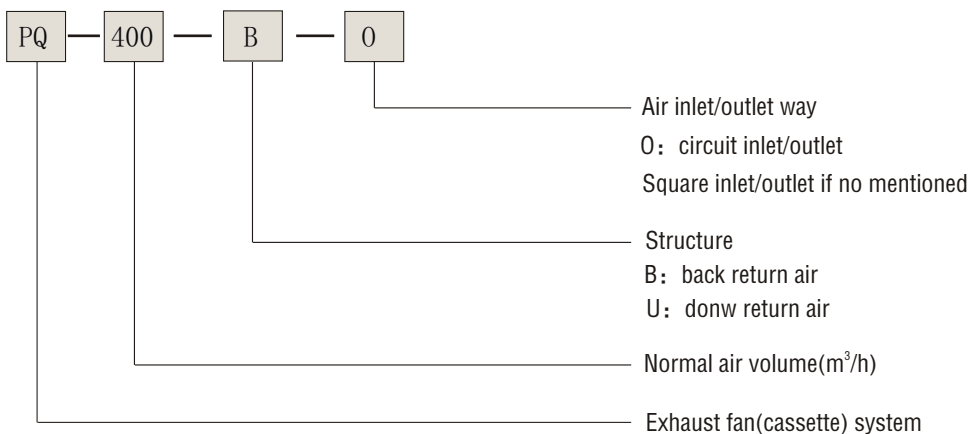 PQ — 400 — B — O
Air inlet/outlet way
O: circuit inlet/outlet
Square inlet/outlet if no mentioned
Structure
B: back return air
U: donw return air
Normal air volume(m³/h)
Exhaust fan(cassette) system